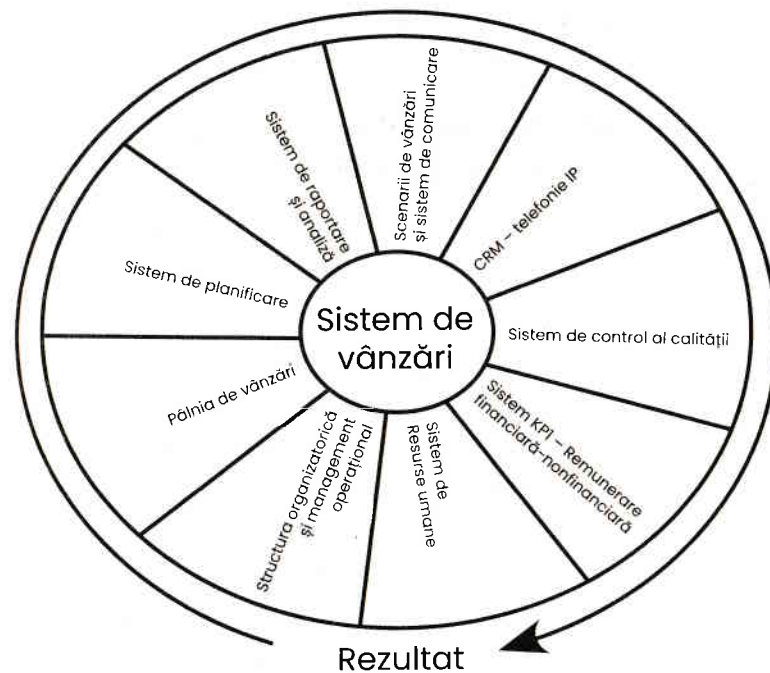 Scenarii de vânzări
și sistem de comunicare
CRM – telefonie IP
Sistem de control al calității
Sistem KPI – Remunerare
financiară-nonfinanciară
Sistem de
Resurse umane
Structura organizatorică
și management
operațional
Pâlnia de vânzări
Sistem de planificare
Sistem de raportare
și analiză
Sistem de
vânzări
Rezultat